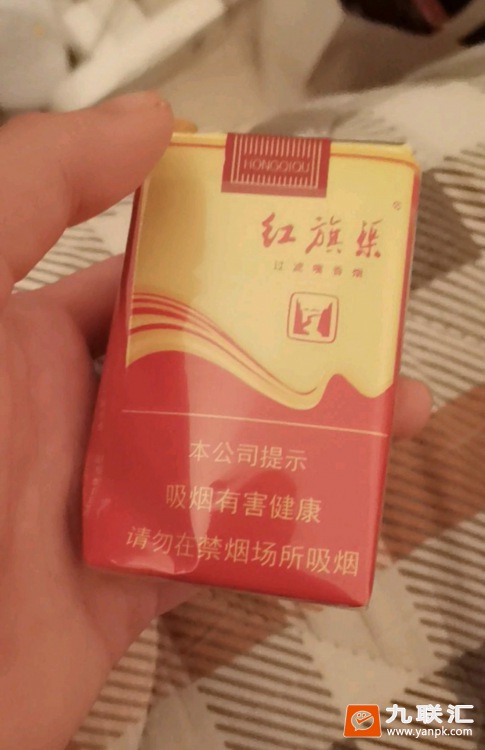 HONGQIQU
红旗渠
过滤嘴香烟
本公司提示
吸烟有害健康
请勿在禁烟场所吸烟
九联汇
www.yanpk.com